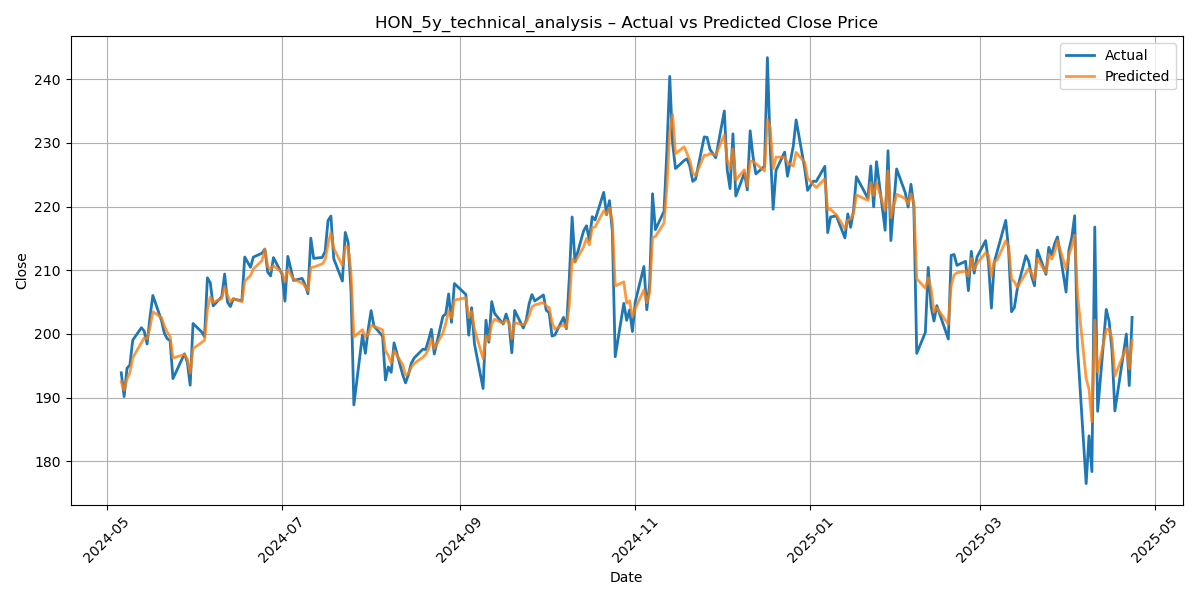 HON_5y_technical_analysis – Actual vs Predicted Close Price
Actual
Predicted
Close
240
230
220
210
200
190
180
2024-05
2024-07
2024-09
2024-11
2025-01
2025-03
2025-05
Date